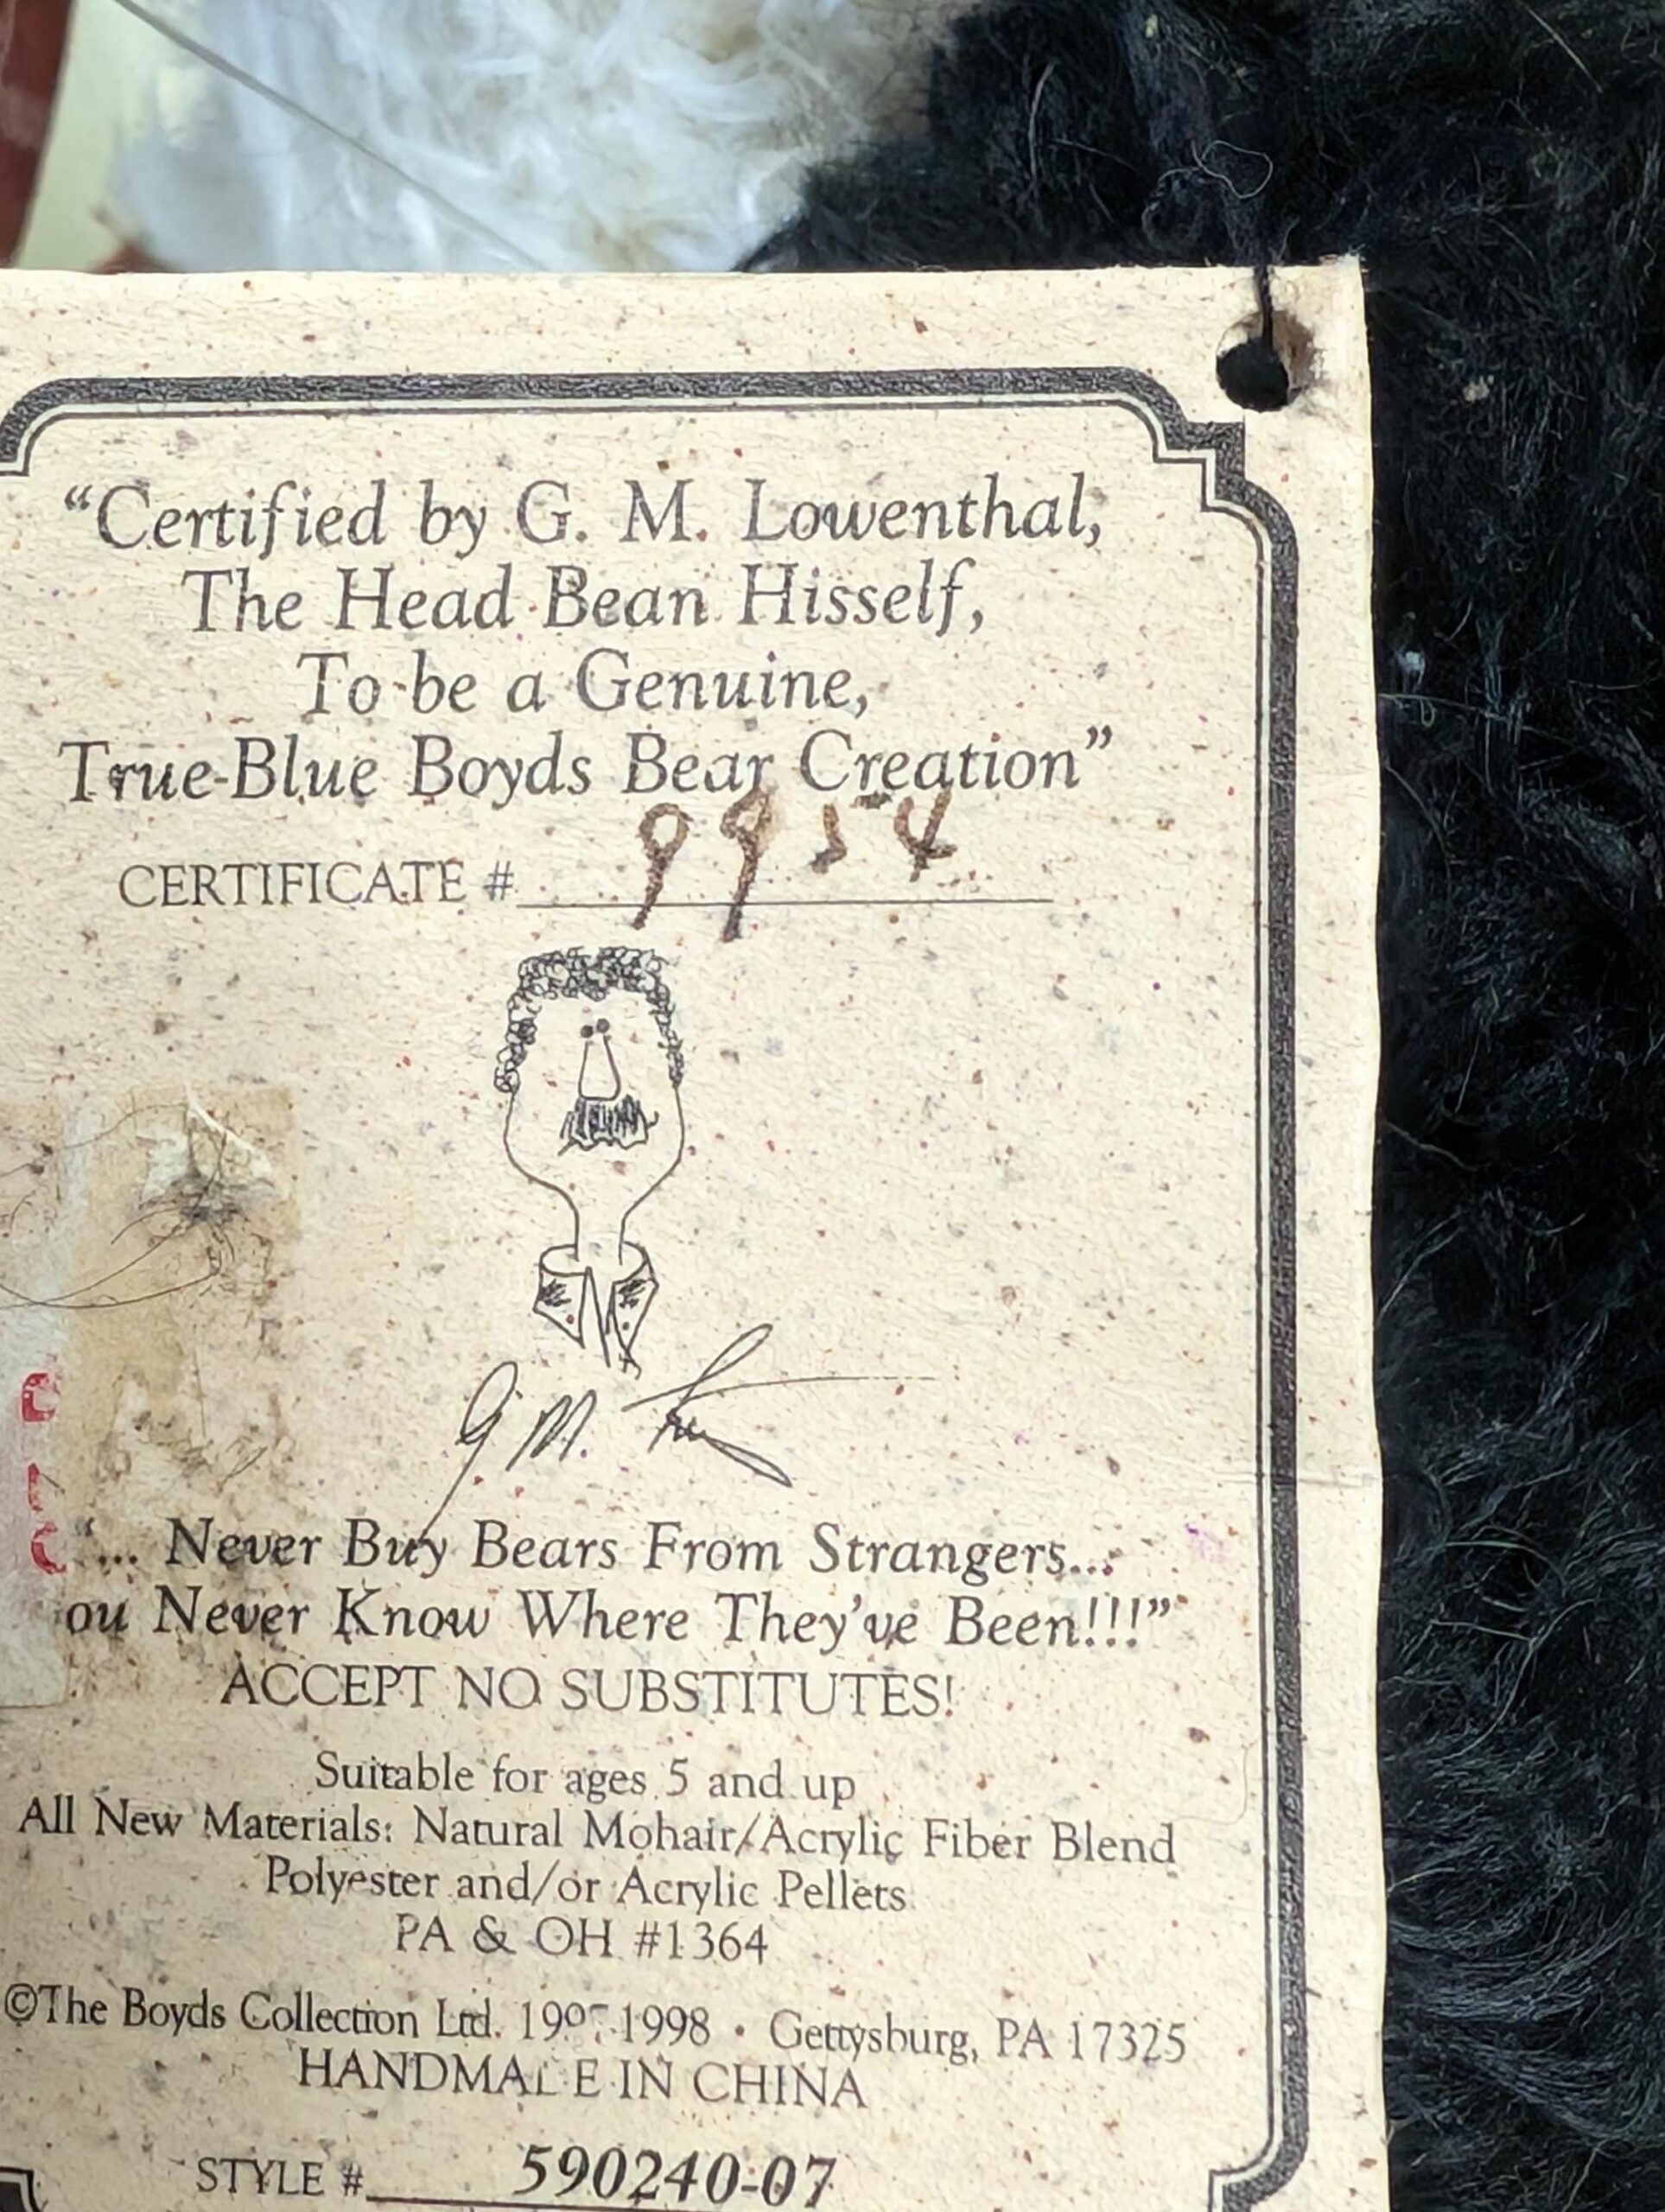 “Certified by G. M. Lowenthal,
The Head Bean Hisself,
To be a Genuine,
True-Blue Boyds Bear Creation”
CERTIFICATE # 9954
G. M.
“... Never Buy Bears From Strangers...
ou Never Know Where They've Been!!!”
ACCEPT NO SUBSTITUTES!
Suitable for ages 5 and up
All New Materials: Natural Mohair/Acrylic Fiber Blend
Polyester and/or Acrylic Pellets
PA & OH #1364
©The Boyds Collection Ltd. 1998 • Gettysburg, PA 17325
HANDMADE IN CHINA
STYLE # 590240-07